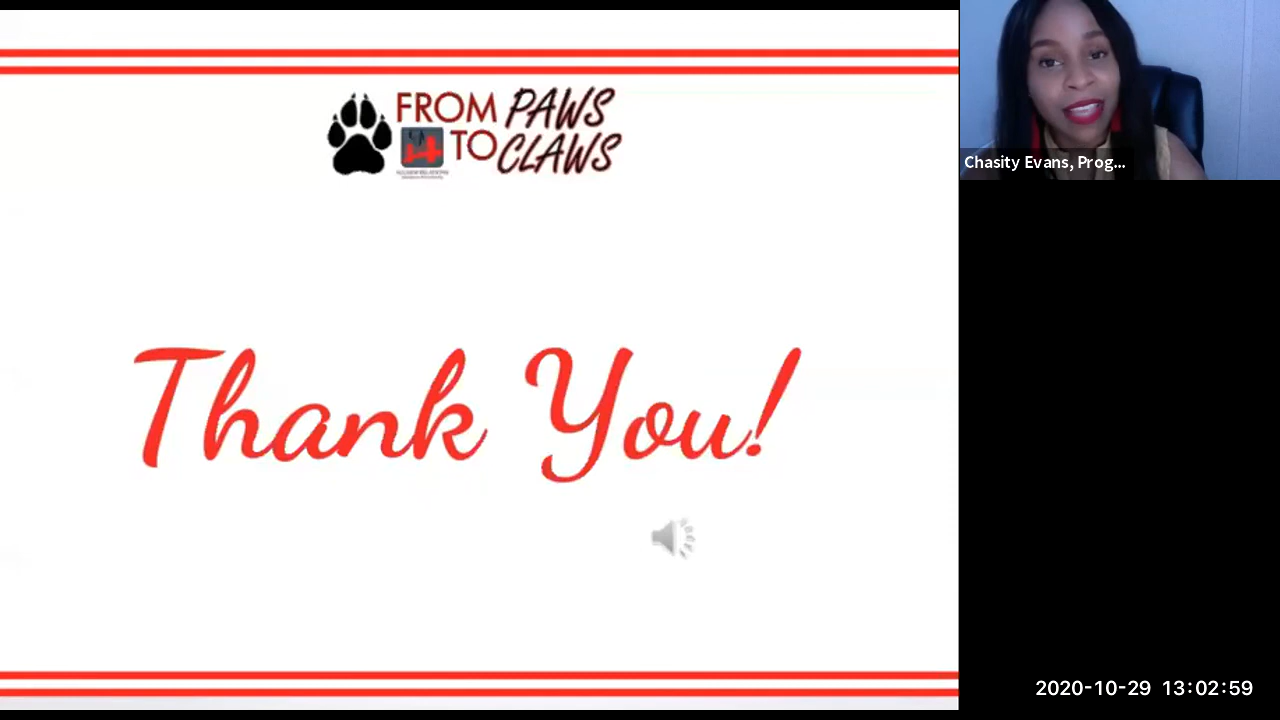 FROM PAWS
TO CLAWS
Thank You!
Chasity Evans, Prog...
2020-10-29 13:02:59